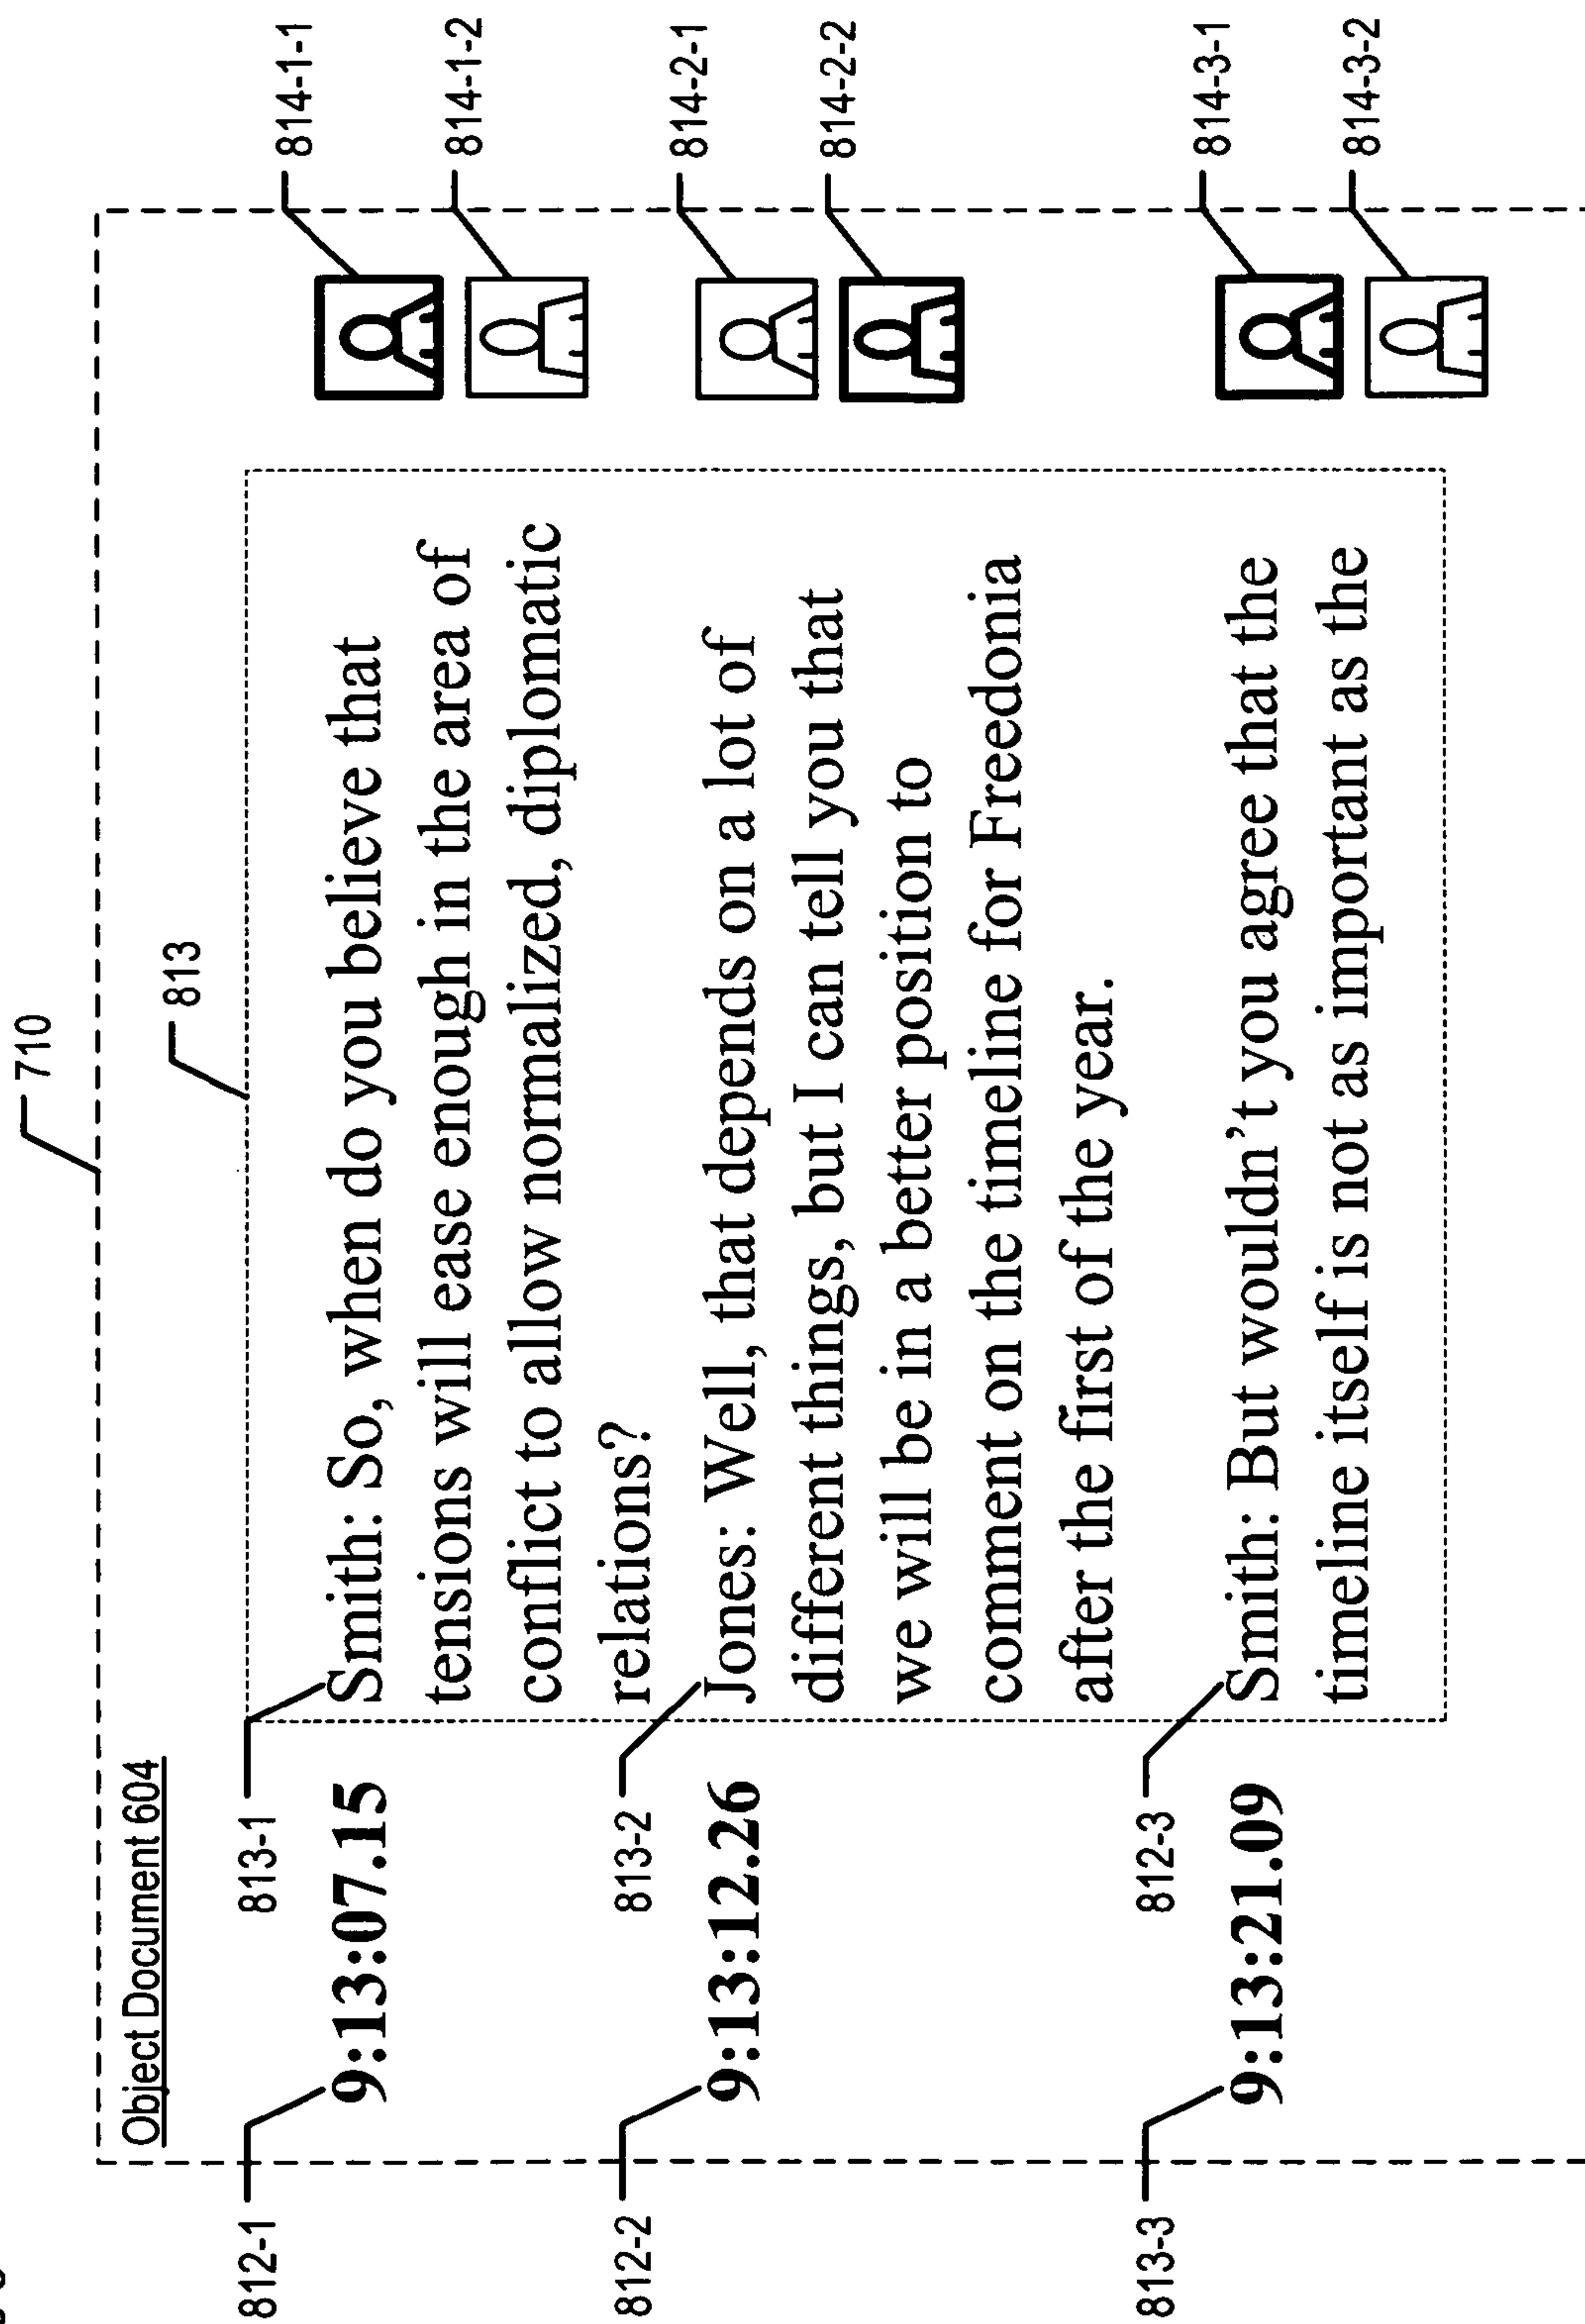 710
813
Object Document 604
812-1
813-1
814-1-1
9:13:07.15
Smith: So, when do you believe that
tensions will ease enough in the area of
conflict to allow normalized, diplomatic
relations?
814-1-2
812-2
813-2
814-2-1
9:13:12.26
Jones: Well, that depends on a lot of
different things, but I can tell you that
we will be in a better position to
comment on the timeline for Freedonia
after the first of the year.
814-2-2
813-3
812-3
814-3-1
9:13:21.09
Smith: But wouldn't you agree that the
timeline itself is not as important as the
814-3-2